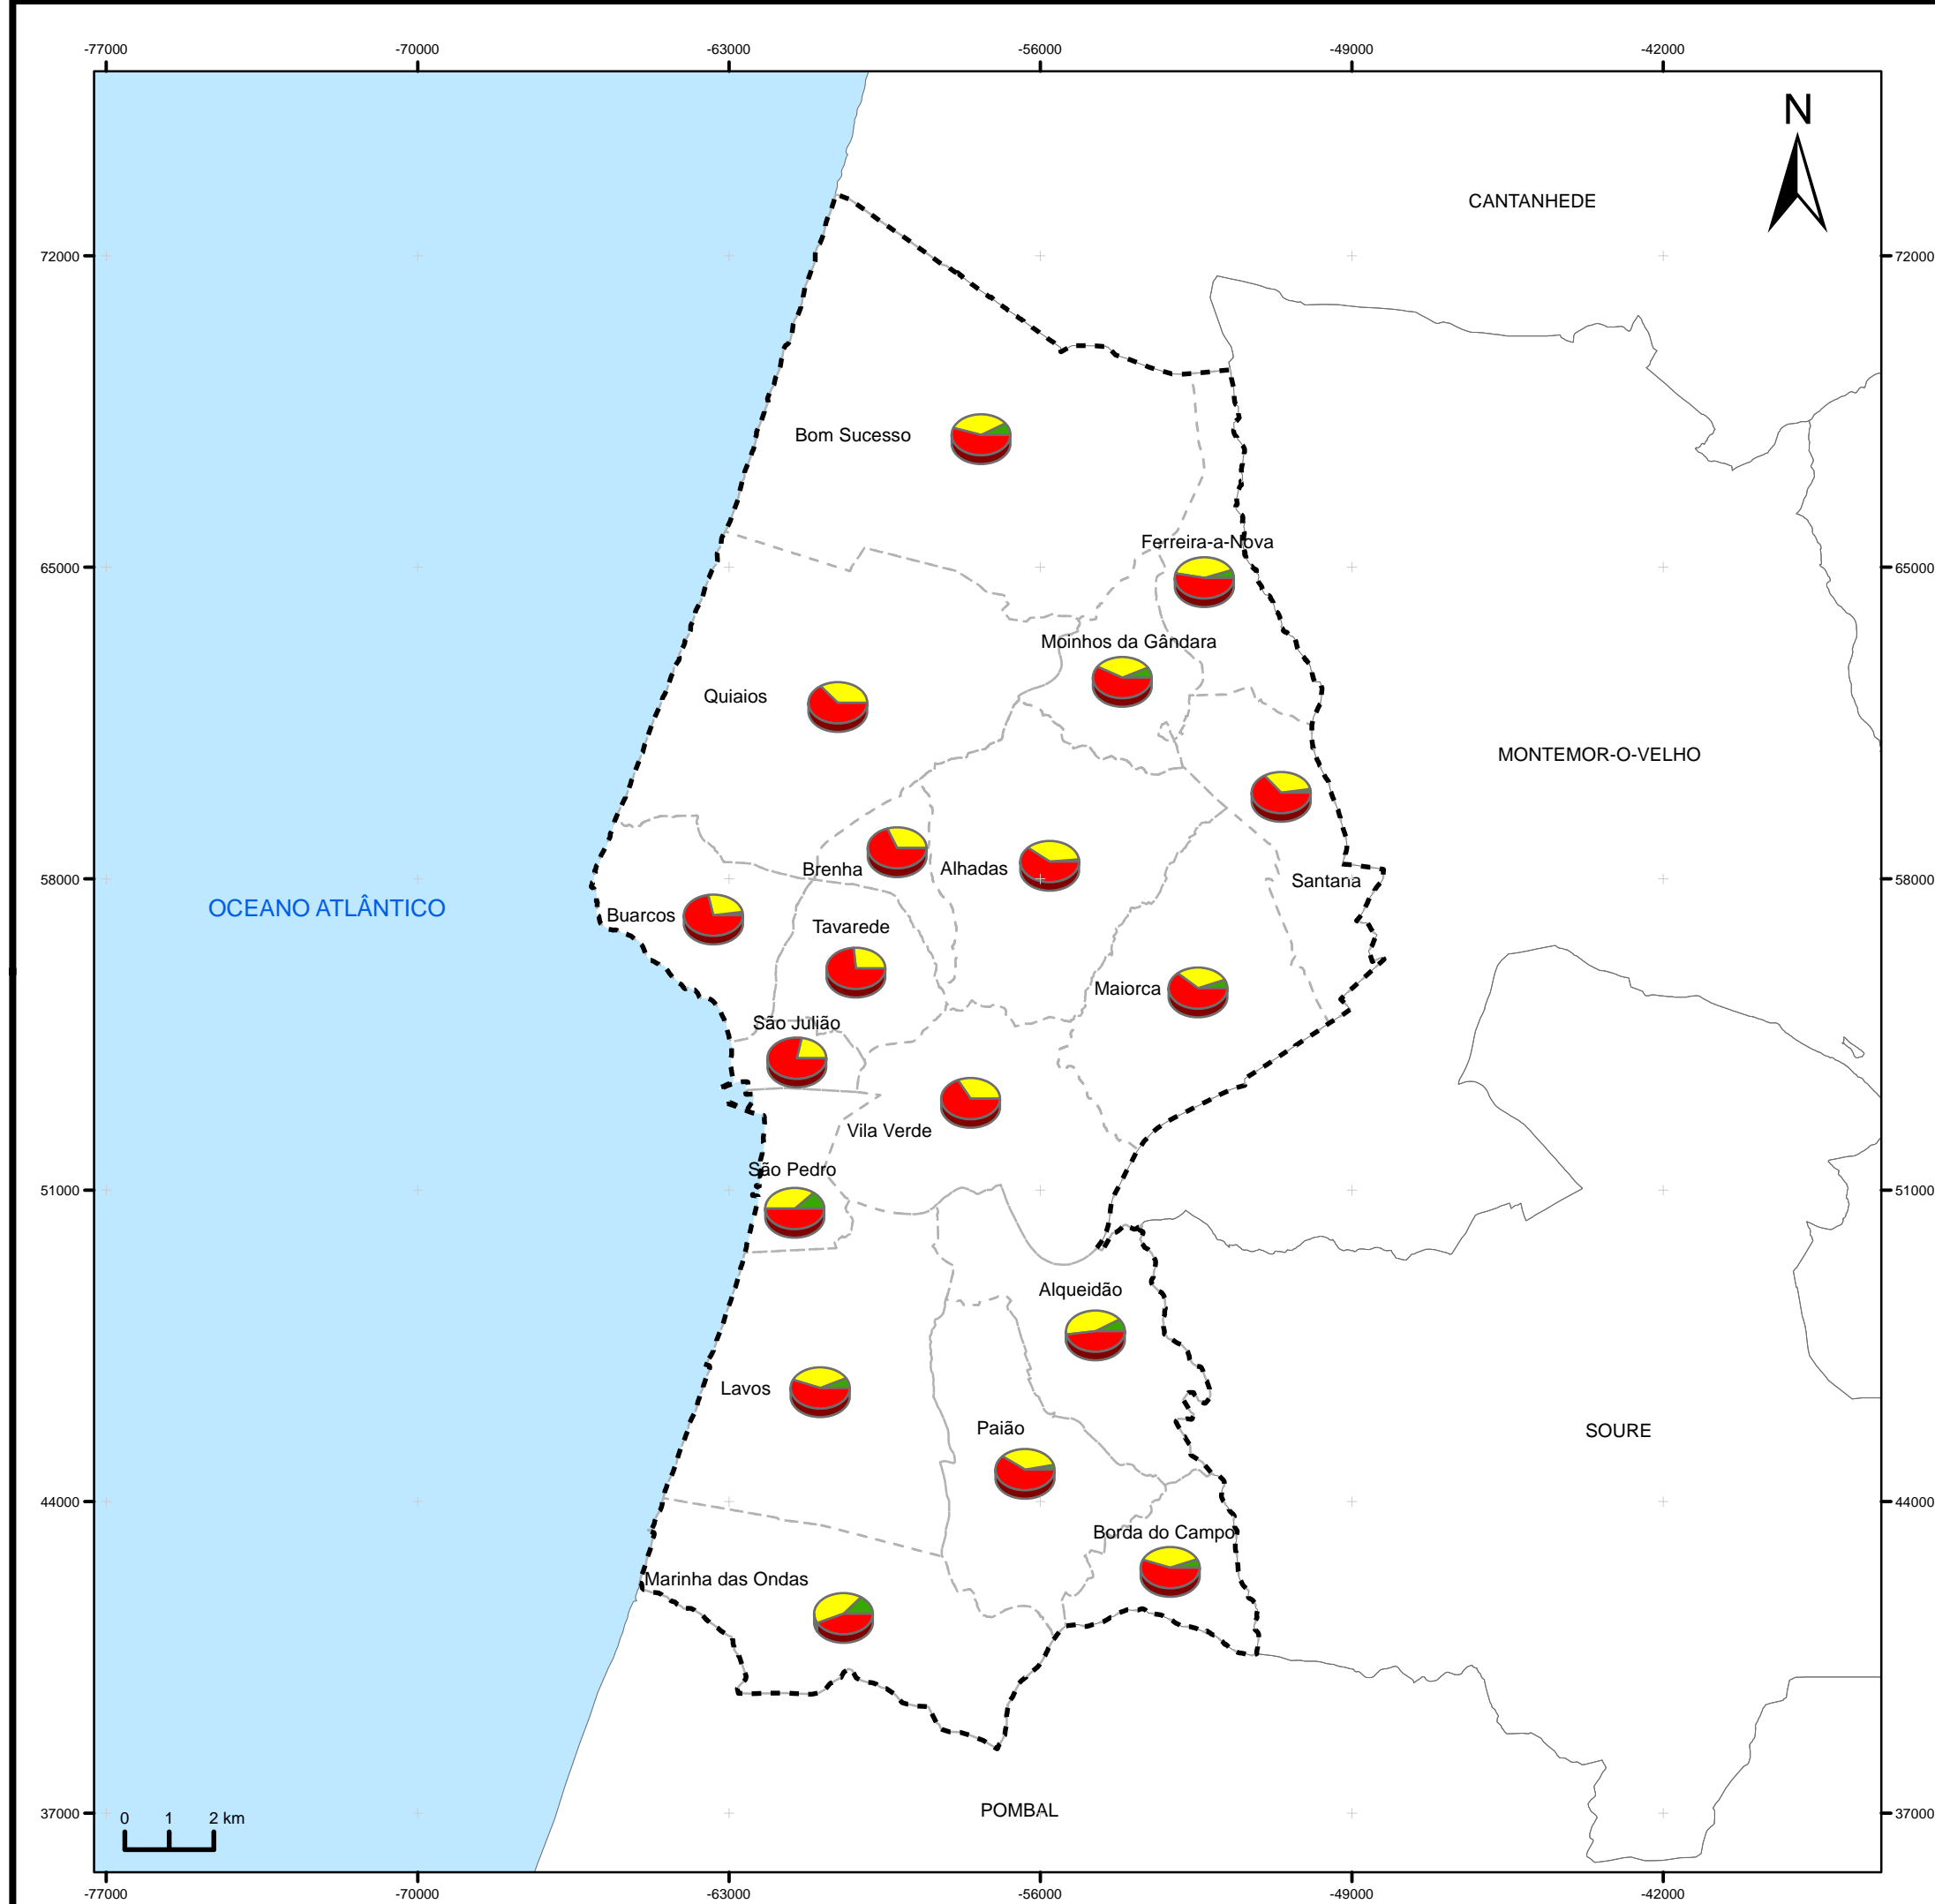 -77000 -70000 -63000 -56000 -49000 -42000
N
CANTANHEDE
72000 72000
Bom Sucesso
Ferreira-a-Nova
65000 65000
Moinhos da Gândara
Quiaios
MONTEMOR-O-VELHO
Brenha Alhadas
58000 Santana 58000
OCEANO ATLÂNTICO
Buarcos
Tavarede
Maiorca
São Julião
Vila Verde
São Pedro
51000 51000
Alqueidão
Lavos
Paião
SOURE
44000 44000
Borda do Campo
Marinha das Ondas
POMBAL
37000 37000
0 1 2 km
-77000 -70000 -63000 -56000 -49000 -42000